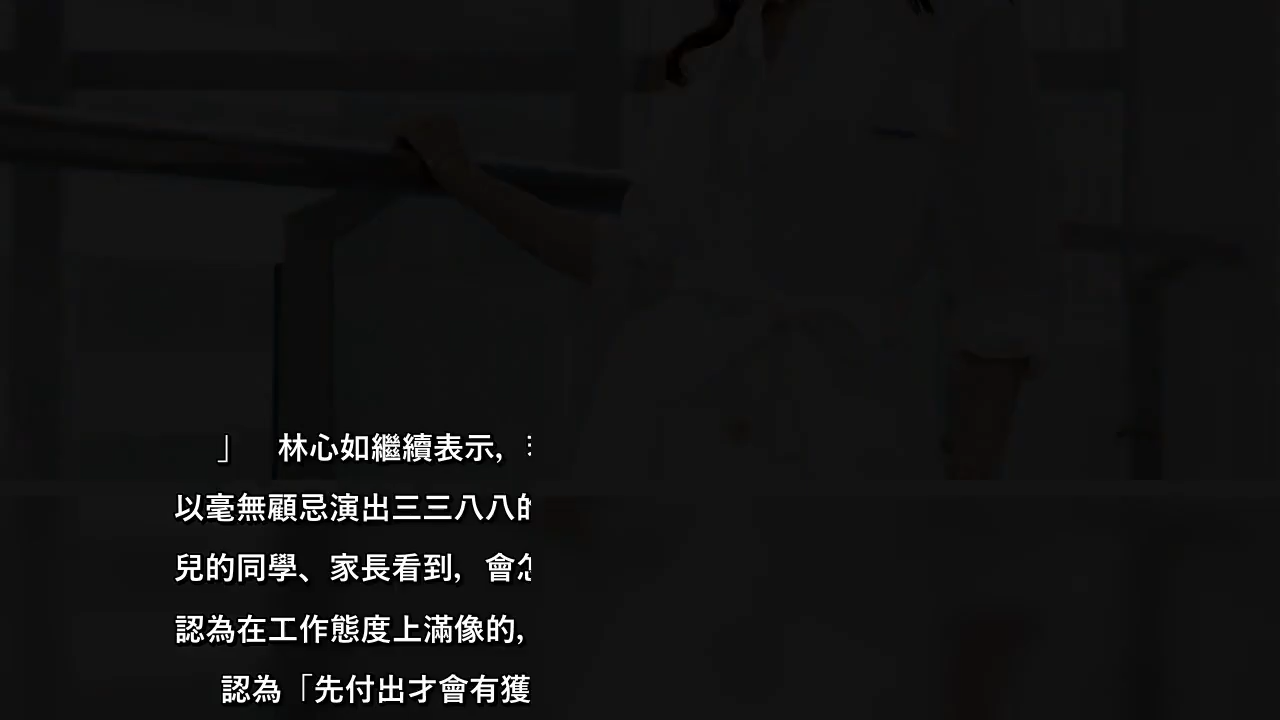 」 林心如繼續表示,
以毫無顧忌演出三三八八的
兒的同學、家長看到, 會怎
認為在工作態度上滿像的,
認為「先付出才會有獲